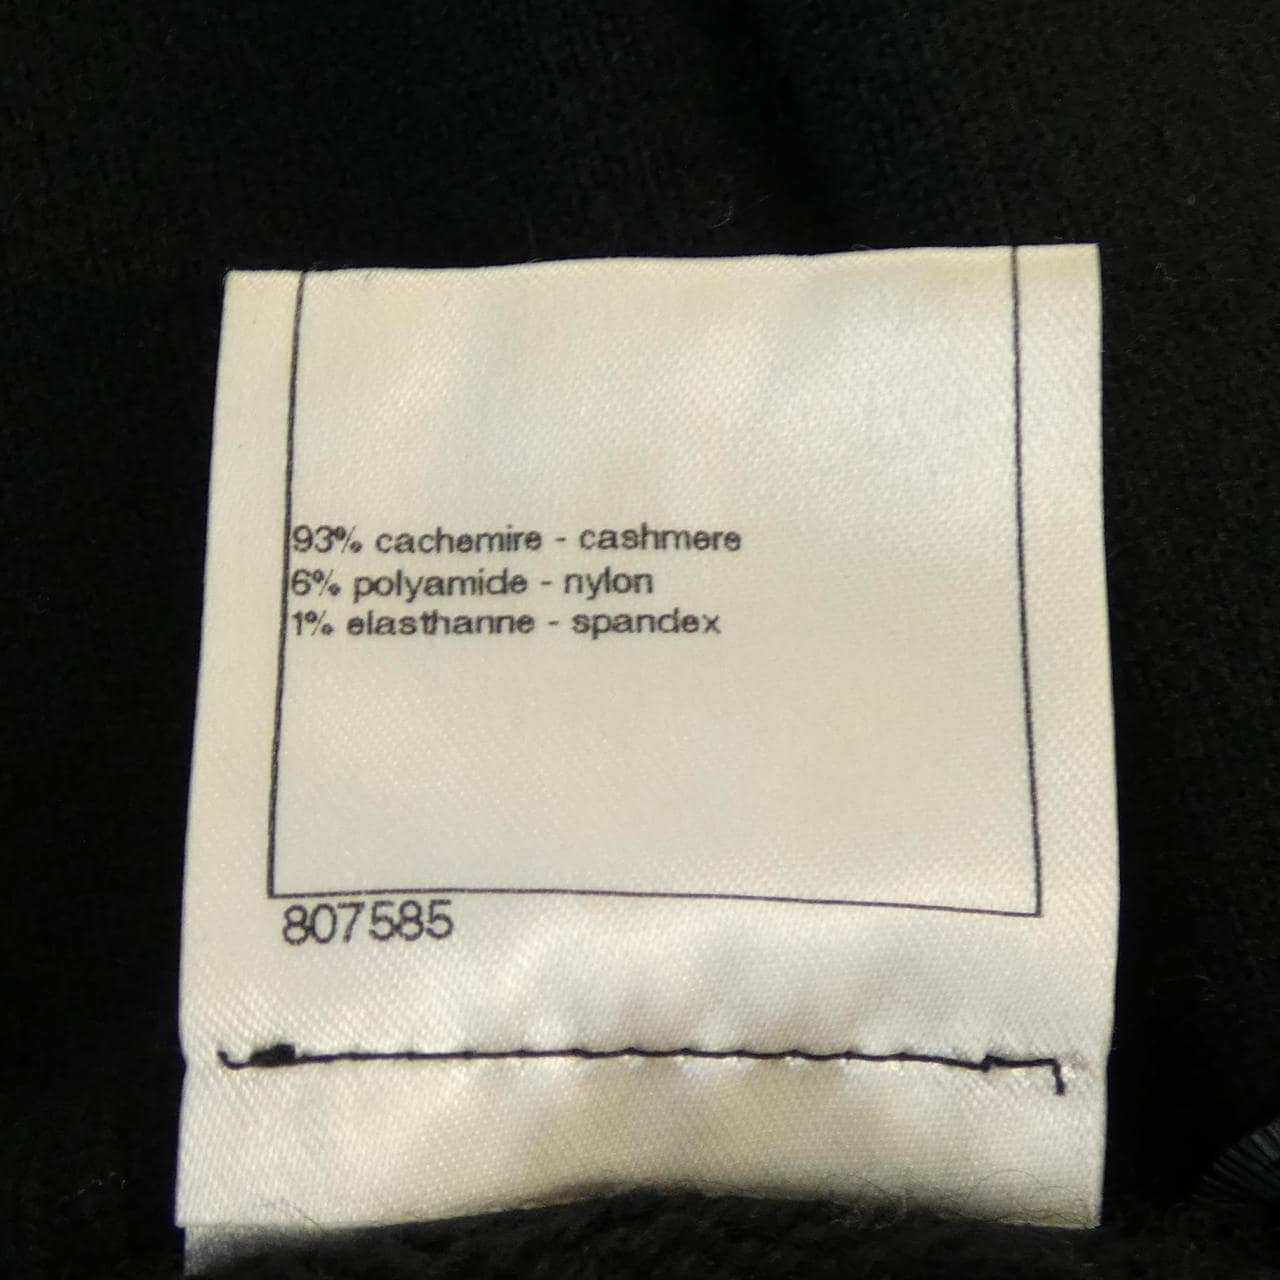 93% cachemire - cashmere
6% polyamide - nylon
1% elasthanne - spandex
807585